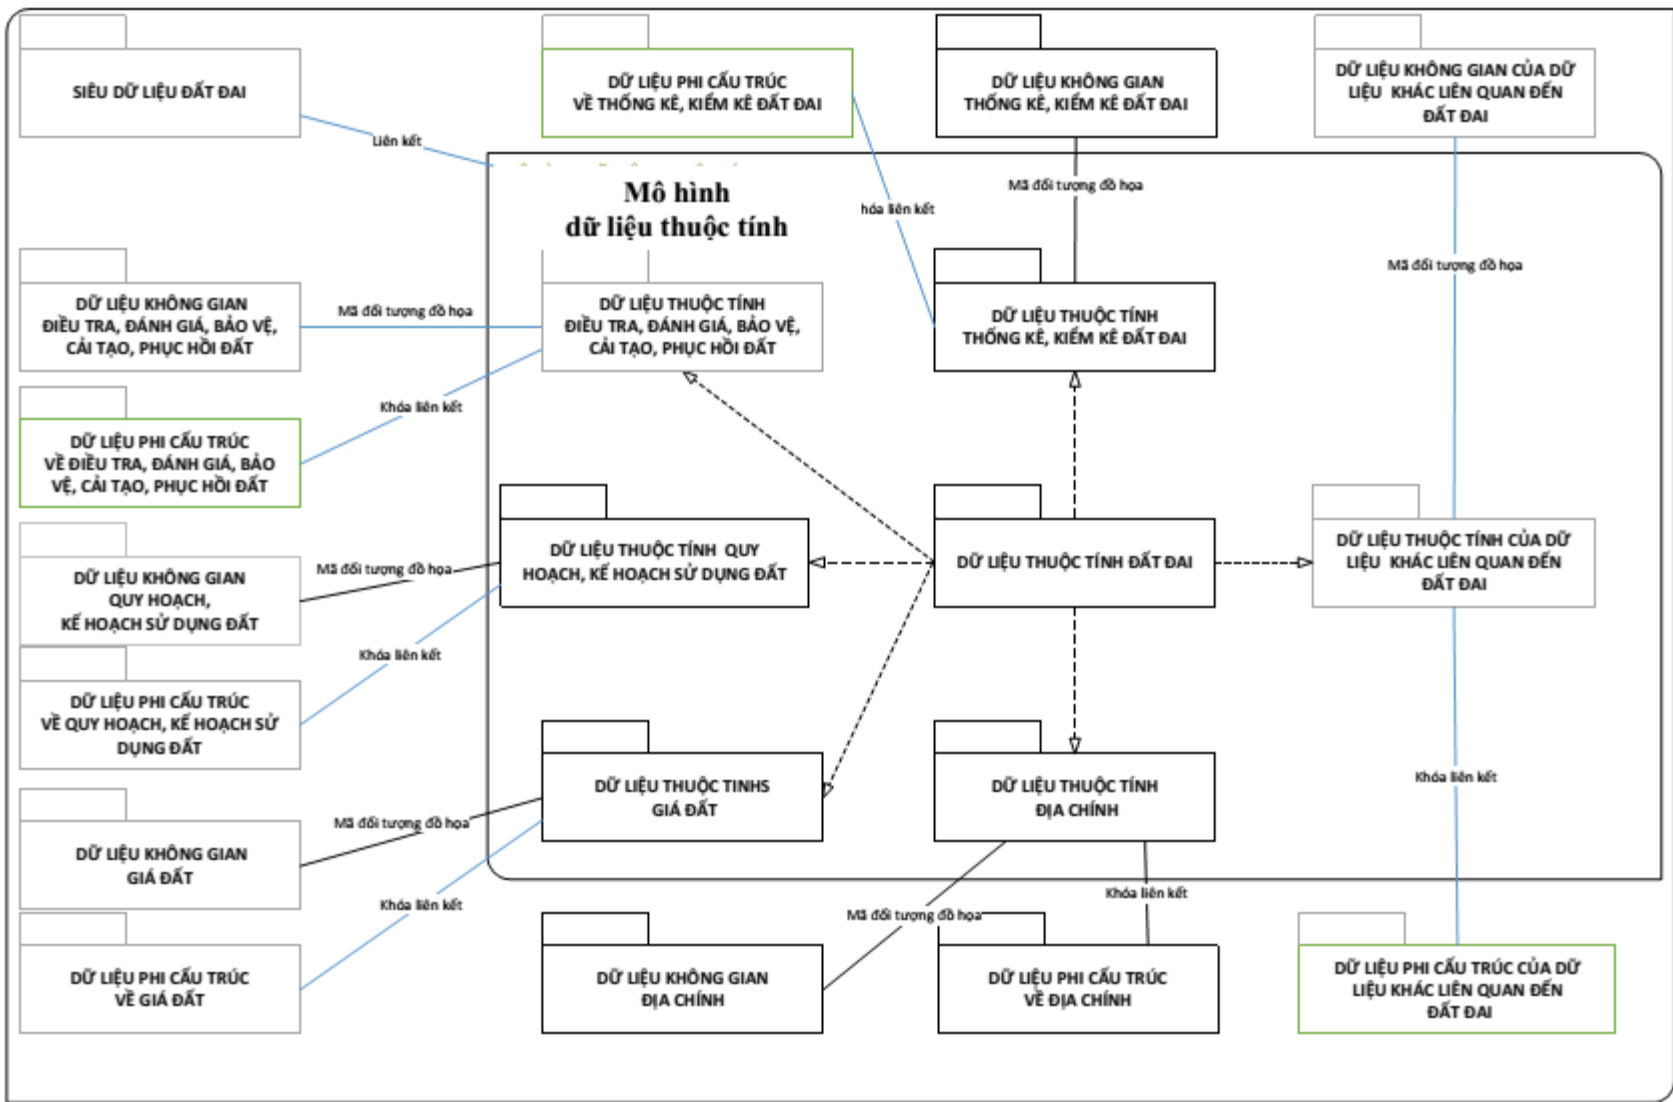 SIÊU DỮ LIỆU ĐẤT ĐAI
DỮ LIỆU PHI CẤU TRÚC
VỀ THỐNG KÊ, KIỂM KÊ ĐẤT ĐAI
DỮ LIỆU KHÔNG GIAN
THỐNG KÊ, KIỂM KÊ ĐẤT ĐAI
DỮ LIỆU KHÔNG GIAN CỦA DỮ
LIỆU KHÁC LIÊN QUAN ĐẾN
ĐẤT ĐAI
Liên kết
Mô hình
dữ liệu thuộc tính
hóa liên kết
Mã đối tượng đồ họa
Mã đối tượng đồ họa
DỮ LIỆU KHÔNG GIAN
ĐIỀU TRA, ĐÁNH GIÁ, BẢO VỆ,
CẢI TẠO, PHỤC HỒI ĐẤT
Mã đối tượng đồ họa
DỮ LIỆU THUỘC TÍNH
ĐIỀU TRA, ĐÁNH GIÁ, BẢO VỆ,
CẢI TẠO, PHỤC HỒI ĐẤT
DỮ LIỆU THUỘC TÍNH
THỐNG KÊ, KIỂM KÊ ĐẤT ĐAI
Khóa liên kết
DỮ LIỆU PHI CẤU TRÚC
VỀ ĐIỀU TRA, ĐÁNH GIÁ, BẢO
VỆ, CẢI TẠO, PHỤC HỒI ĐẤT
DỮ LIỆU KHÔNG GIAN
QUY HOẠCH,
KẾ HOẠCH SỬ DỤNG ĐẤT
Mã đối tượng đồ họa
DỮ LIỆU THUỘC TÍNH QUY
HOẠCH, KẾ HOẠCH SỬ DỤNG ĐẤT
DỮ LIỆU THUỘC TÍNH ĐẤT ĐAI
DỮ LIỆU THUỘC TÍNH CỦA DỮ
LIỆU KHÁC LIÊN QUAN ĐẾN
ĐẤT ĐAI
Khóa liên kết
DỮ LIỆU PHI CẤU TRÚC
VỀ QUY HOẠCH, KẾ HOẠCH SỬ
DỤNG ĐẤT
DỮ LIỆU THUỘC TINHS
GIÁ ĐẤT
DỮ LIỆU THUỘC TÍNH
ĐỊA CHÍNH
Khóa liên kết
Mã đối tượng đồ họa
DỮ LIỆU KHÔNG GIAN
GIÁ ĐẤT
Khóa liên kết
Khóa liên kết
Mã đối tượng đồ họa
DỮ LIỆU PHI CẤU TRÚC
VỀ GIÁ ĐẤT
DỮ LIỆU KHÔNG GIAN
ĐỊA CHÍNH
DỮ LIỆU PHI CẤU TRÚC
VỀ ĐỊA CHÍNH
DỮ LIỆU PHI CẤU TRÚC CỦA DỮ
LIỆU KHÁC LIÊN QUAN ĐẾN
ĐẤT ĐAI